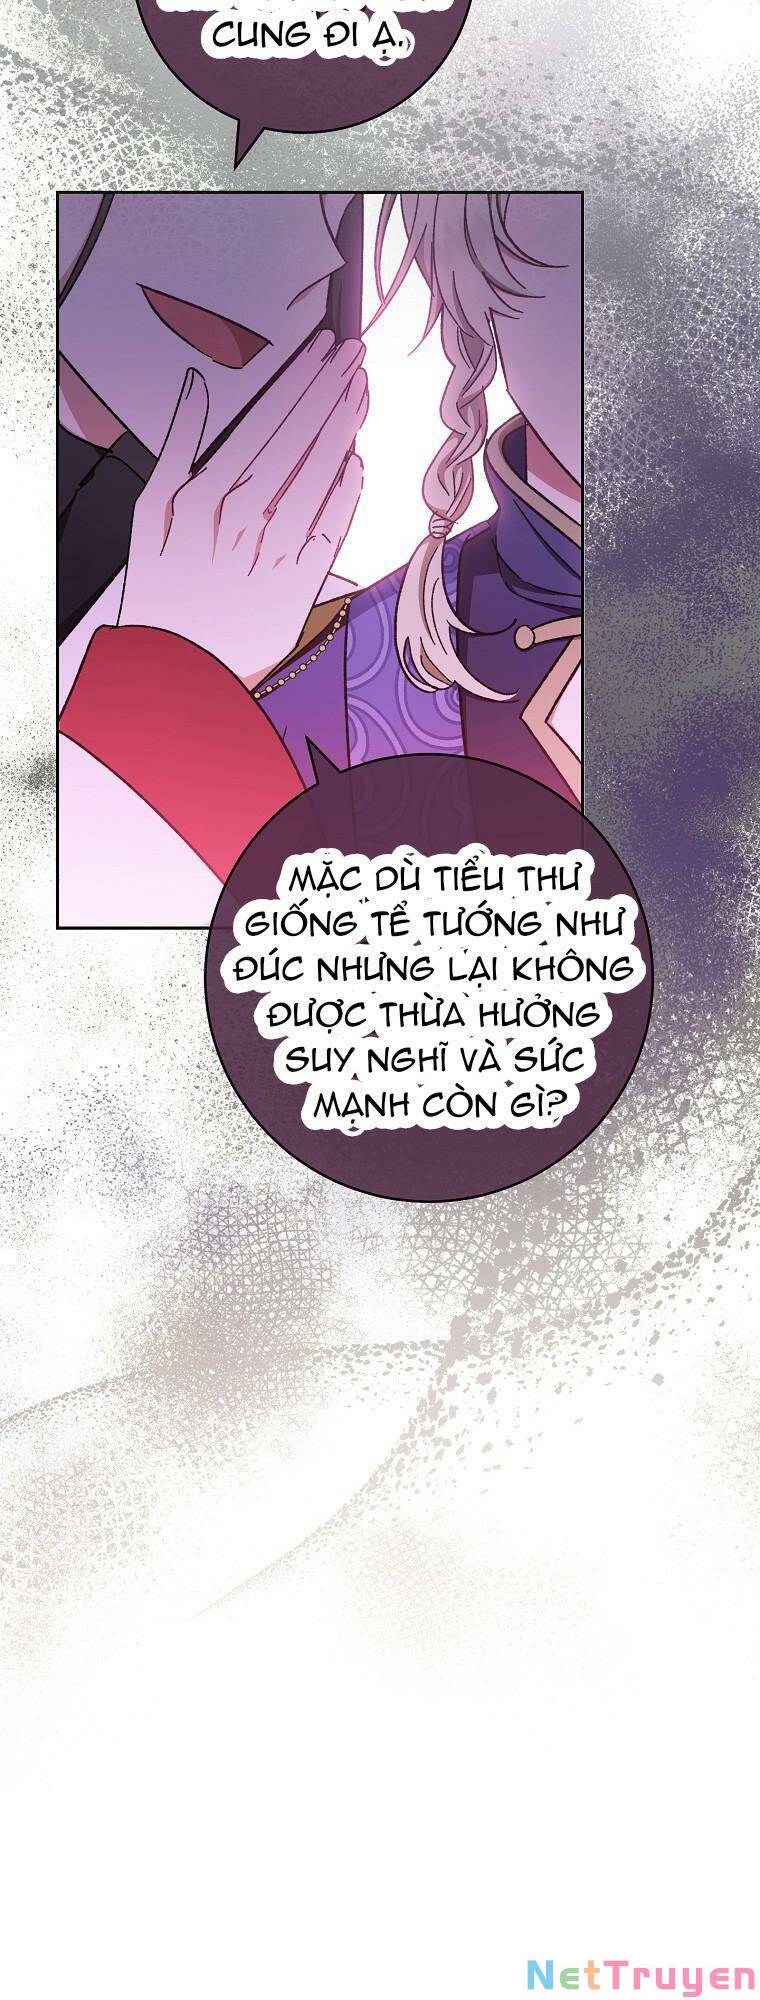 CUNG ĐI Ạ.
MẶC DÙ TIỂU THƯ
GIỐNG TỂ TƯỚNG NHƯ
ĐÚC NHƯNG LẠI KHÔNG
ĐƯỢC THỪA HƯỞNG
SUY NGHĨ VÀ SỨC
MẠNH CÒN GÌ?
NetTruyen